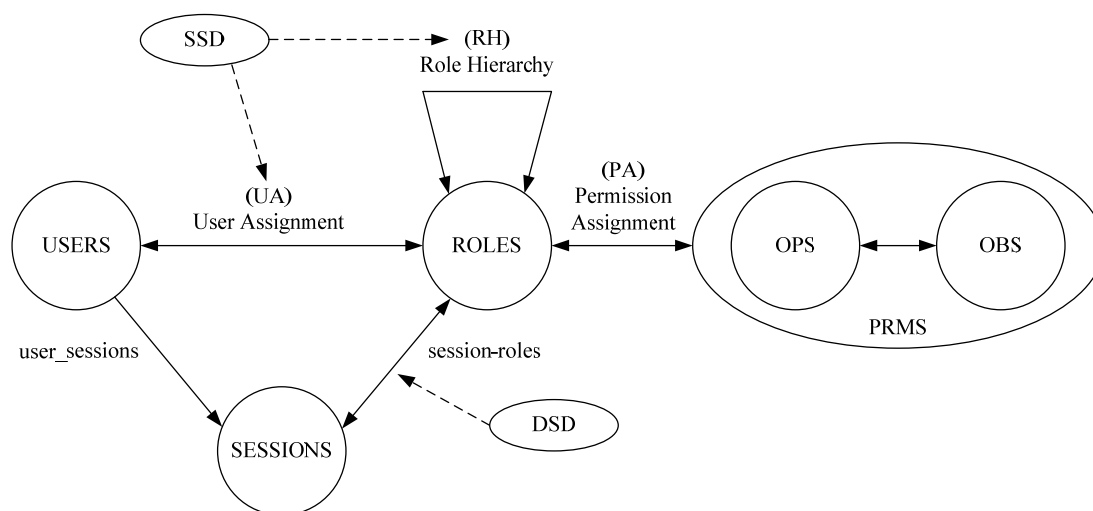 SSD
(RH)
Role Hierarchy
(UA)
User Assignment
(PA)
Permission
Assignment
USERS
ROLES
OPS
OBS
PRMS
user_sessions
session-roles
SESSIONS
DSD